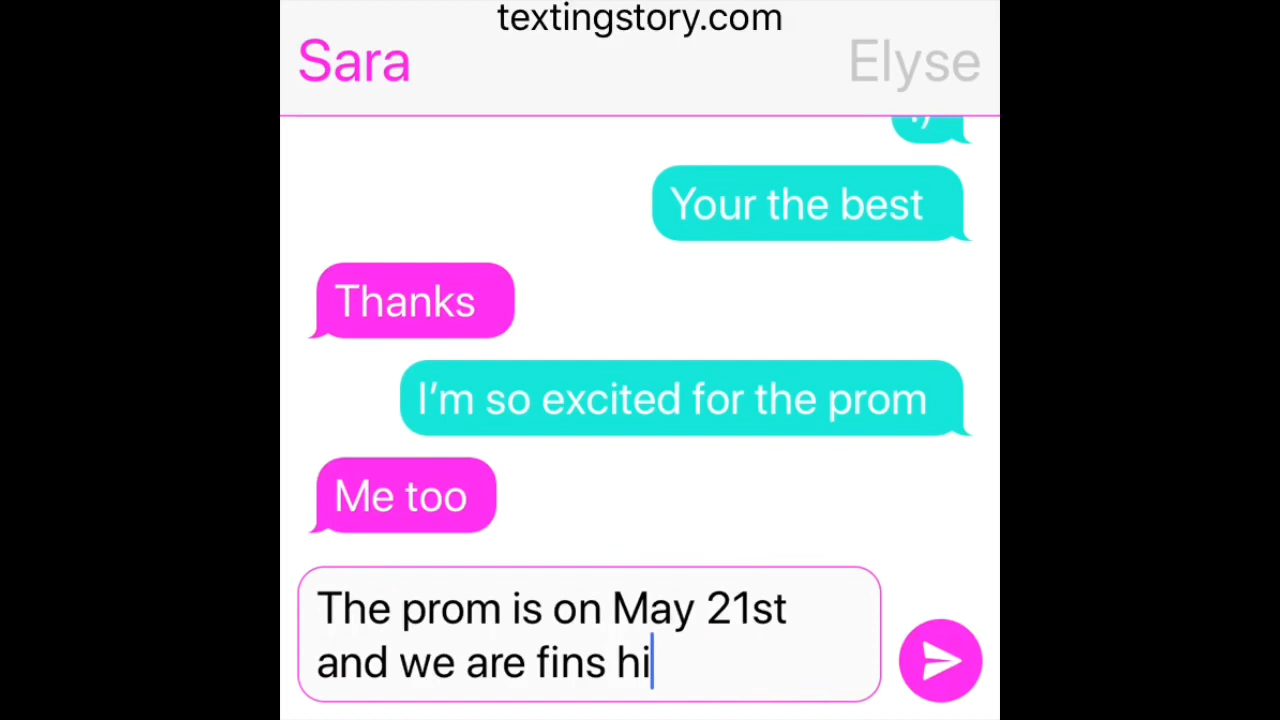 textingstory.com
Sara
Elyse
:)
Your the best
Thanks
I'm so excited for the prom
Me too
The prom is on May 21st
and we are fins hi